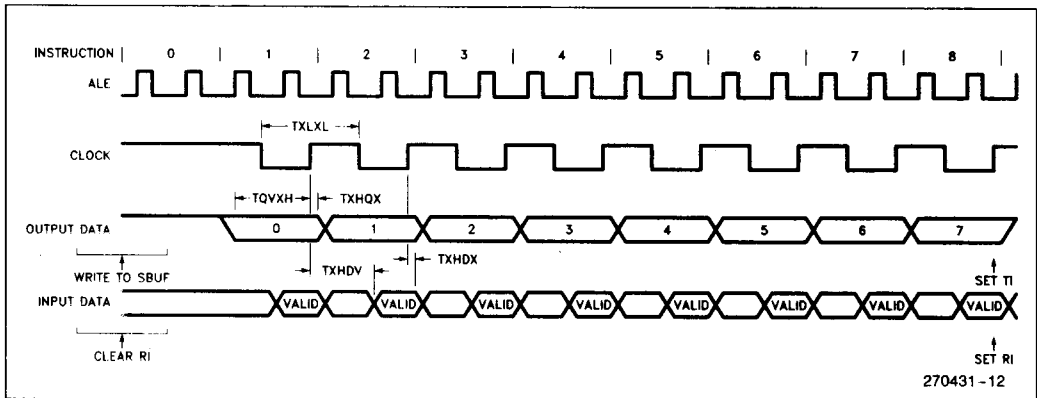 INSTRUCTION | 0 | 1 | 2 | 3 | 4 | 5 | 6 | 7 | 8 |
ALE
TXLXL
CLOCK
TQVXH TXHQX
OUTPUT DATA 0 1 2 3 4 5 6 7
TXHDV TXHDX
WRITE TO SBUF SET TI
INPUT DATA VALID VALID VALID VALID VALID VALID VALID VALID
CLEAR RI SET RI
270431-12